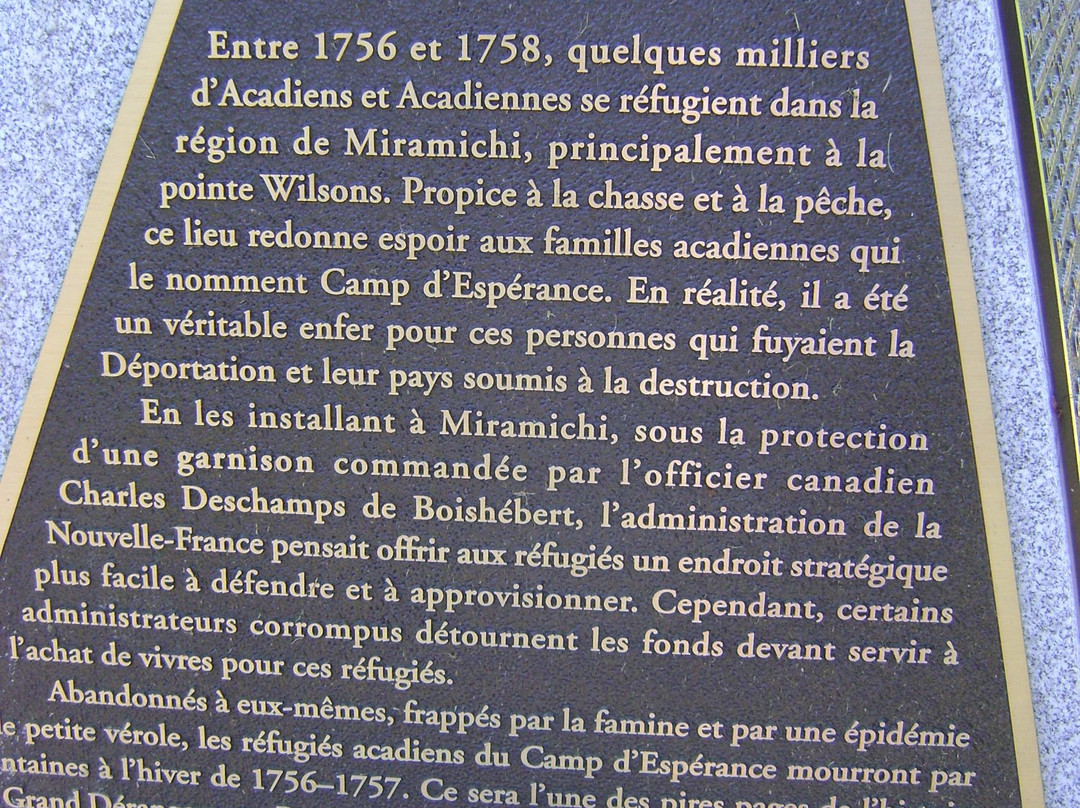 Entre 1756 et 1758, quelques milliers
d'Acadiens et Acadiennes se réfugient dans la
région de Miramichi, principalement à la
pointe Wilsons. Propice à la chasse et à la pêche,
ce lieu redonne espoir aux familles acadiennes qui
le nomment Camp d'Espérance. En réalité, il a été
un véritable enfer pour ces personnes qui fuyaient la
Déportation et leur pays soumis à la destruction.
En les installant à Miramichi, sous la protection
d'une garnison commandée par l'officier canadien
Charles Deschamps de Boishébert, l'administration de la
Nouvelle-France pensait offrir aux réfugiés un endroit stratégique
plus facile à défendre et à approvisionner. Cependant, certains
administrateurs corrompus détournent les fonds devant servir à
l'achat de vivres pour ces réfugiés.
Abandonnés à eux-mêmes, frappés par la famine et par une épidémie
petite vérole, les réfugiés acadiens du Camp d'Espérance mourront par
ntaines à l'hiver de 1756–1757. Ce sera l'une des pires pages de
Grand